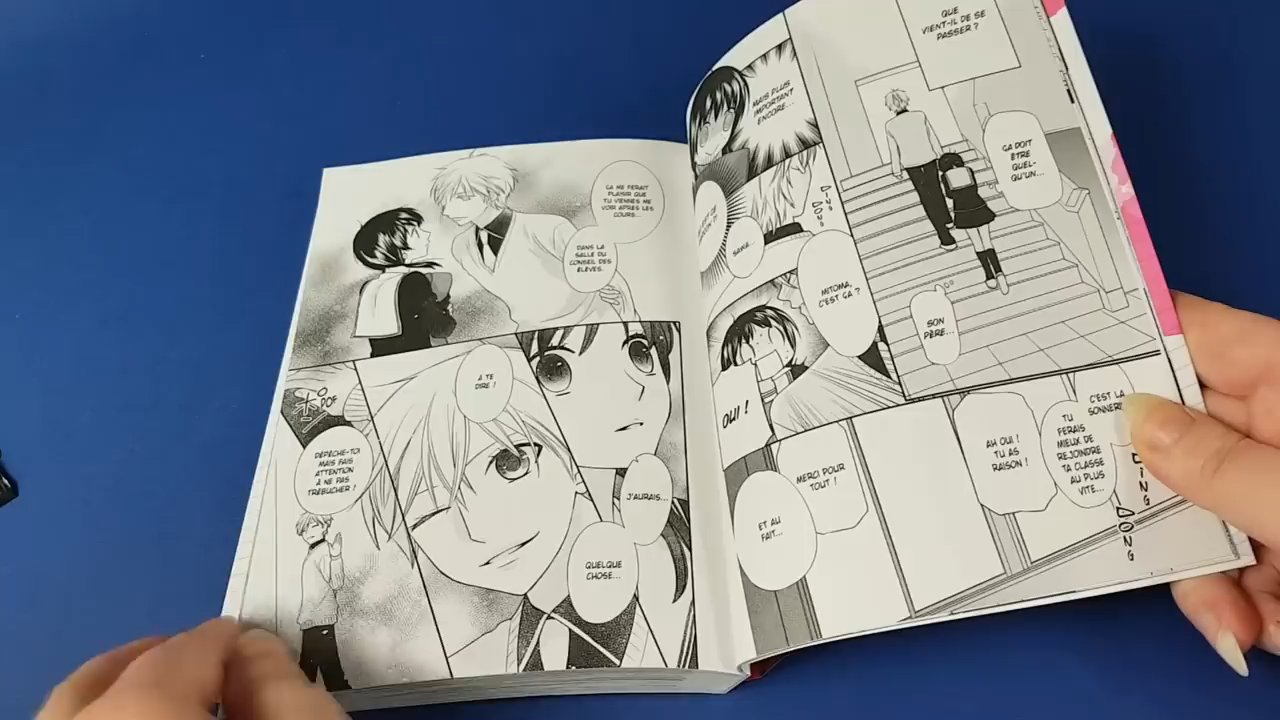 QUE
VIENT-IL DE SE
PASSER ?
ÇA DOIT
ÊTRE
QUEL-
QU'UN...
SON
PÈRE...
MAIS PLUS
IMPORTANT
ENCORE...
DING
DONG
MITOMA,
C'EST ÇA ?
OUI !
C'EST LA
TU
FERAIS
MIEUX DE
REJOINDRE
TA CLASSE
AU PLUS
VITE...
DING
DONG
AH OUI !
TU AS
RAISON !
MERCI POUR
TOUT !
ET AU
FAIT...
ÇA ME FERAIT
PLAISIR QUE
TU VIENNES ME
VOIR APRÈS LES
COURS...
DANS LA
SALLE DU
CONSEIL DES
ÉLÈVES.
J'AURAIS...
QUELQUE
CHOSE...
À TE
DIRE !
POF
DÉPÊCHE-TOI
MAIS FAIS
ATTENTION
À NE PAS
TRÉBUCHER !